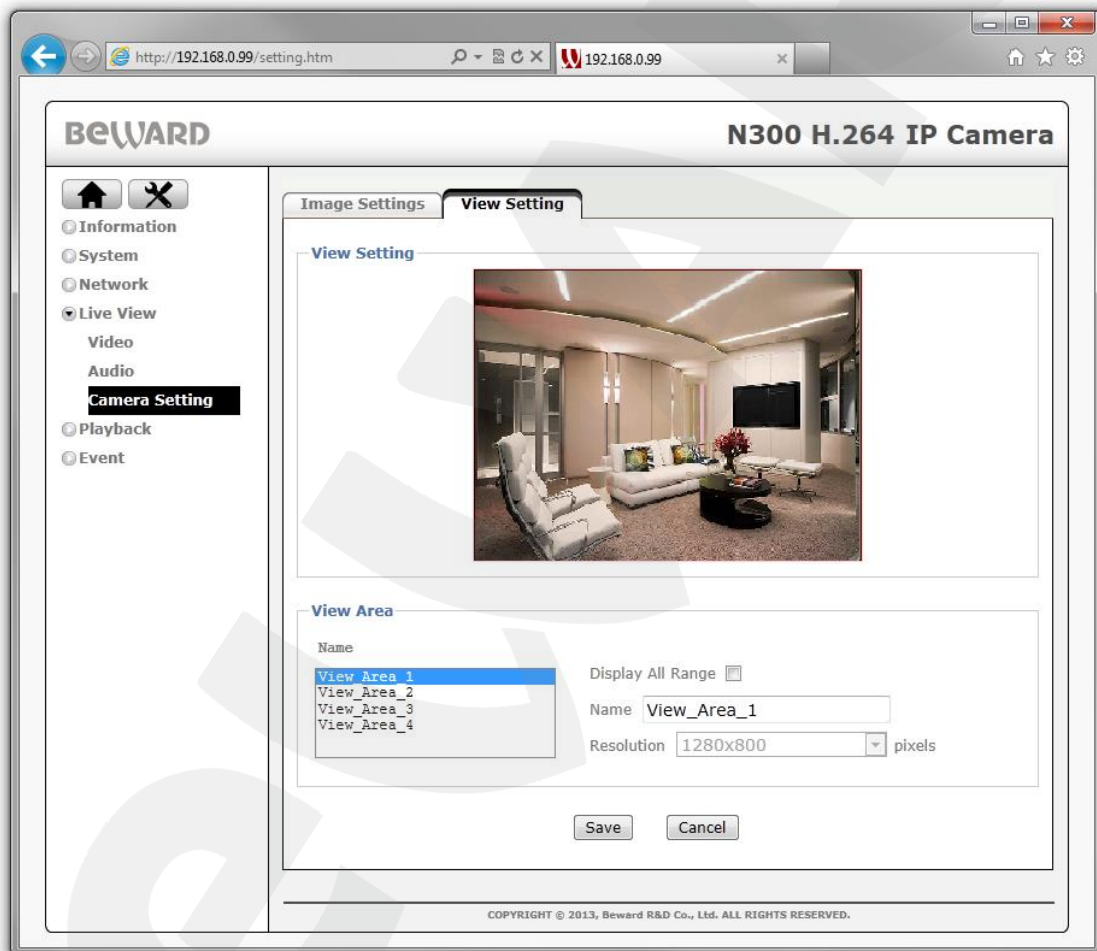 http://192.168.0.99/setting.htm
192.168.0.99
BEWARD
N300 H.264 IP Camera
Information
System
Network
Live View
Video
Audio
Camera Setting
Playback
Event
Image Settings
View Setting
View Setting
View Area
Name
View_Area_1
View_Area_2
View_Area_3
View_Area_4
Display All Range
Name View_Area_1
Resolution 1280x800 pixels
Save Cancel
COPYRIGHT © 2013, Beward R&D Co., Ltd. ALL RIGHTS RESERVED.